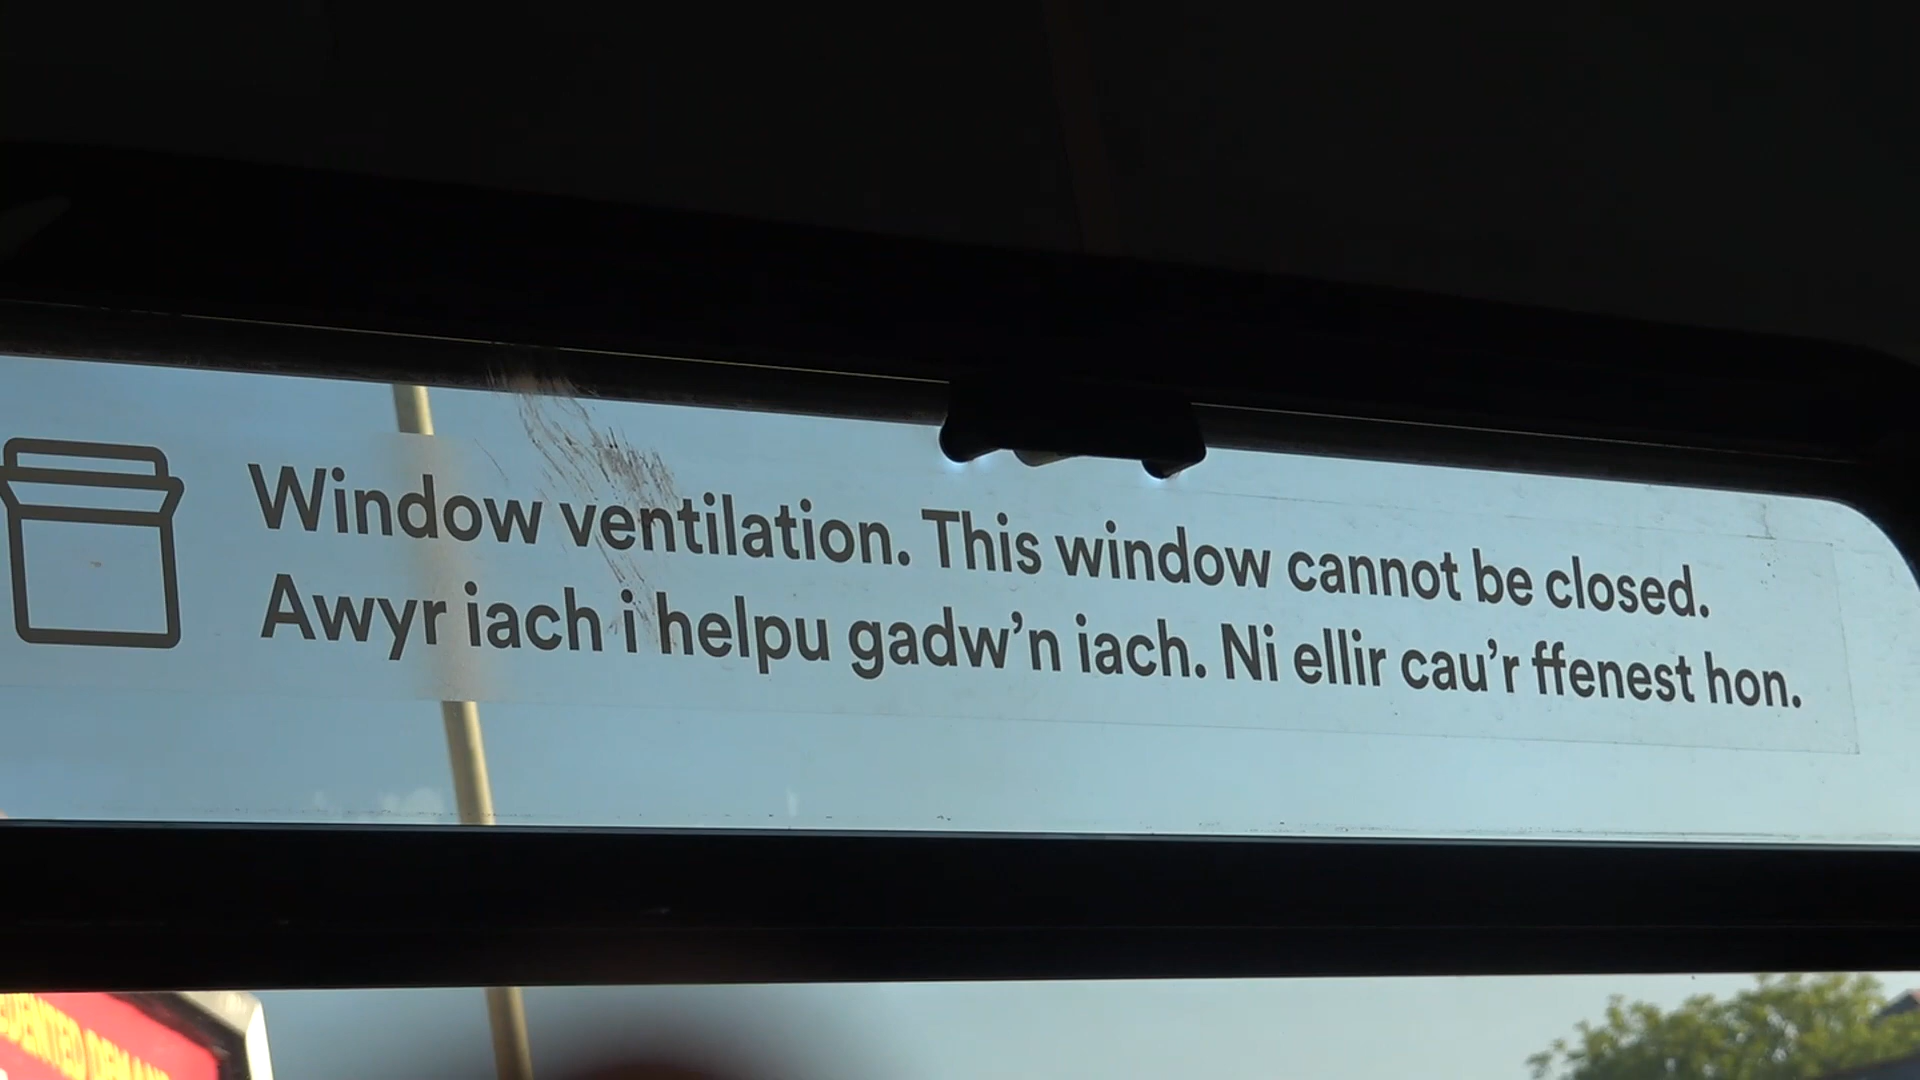 Window ventilation. This window cannot be closed.
Awyr iach i helpu gadw’n iach. Ni ellir cau’r ffenest hon.